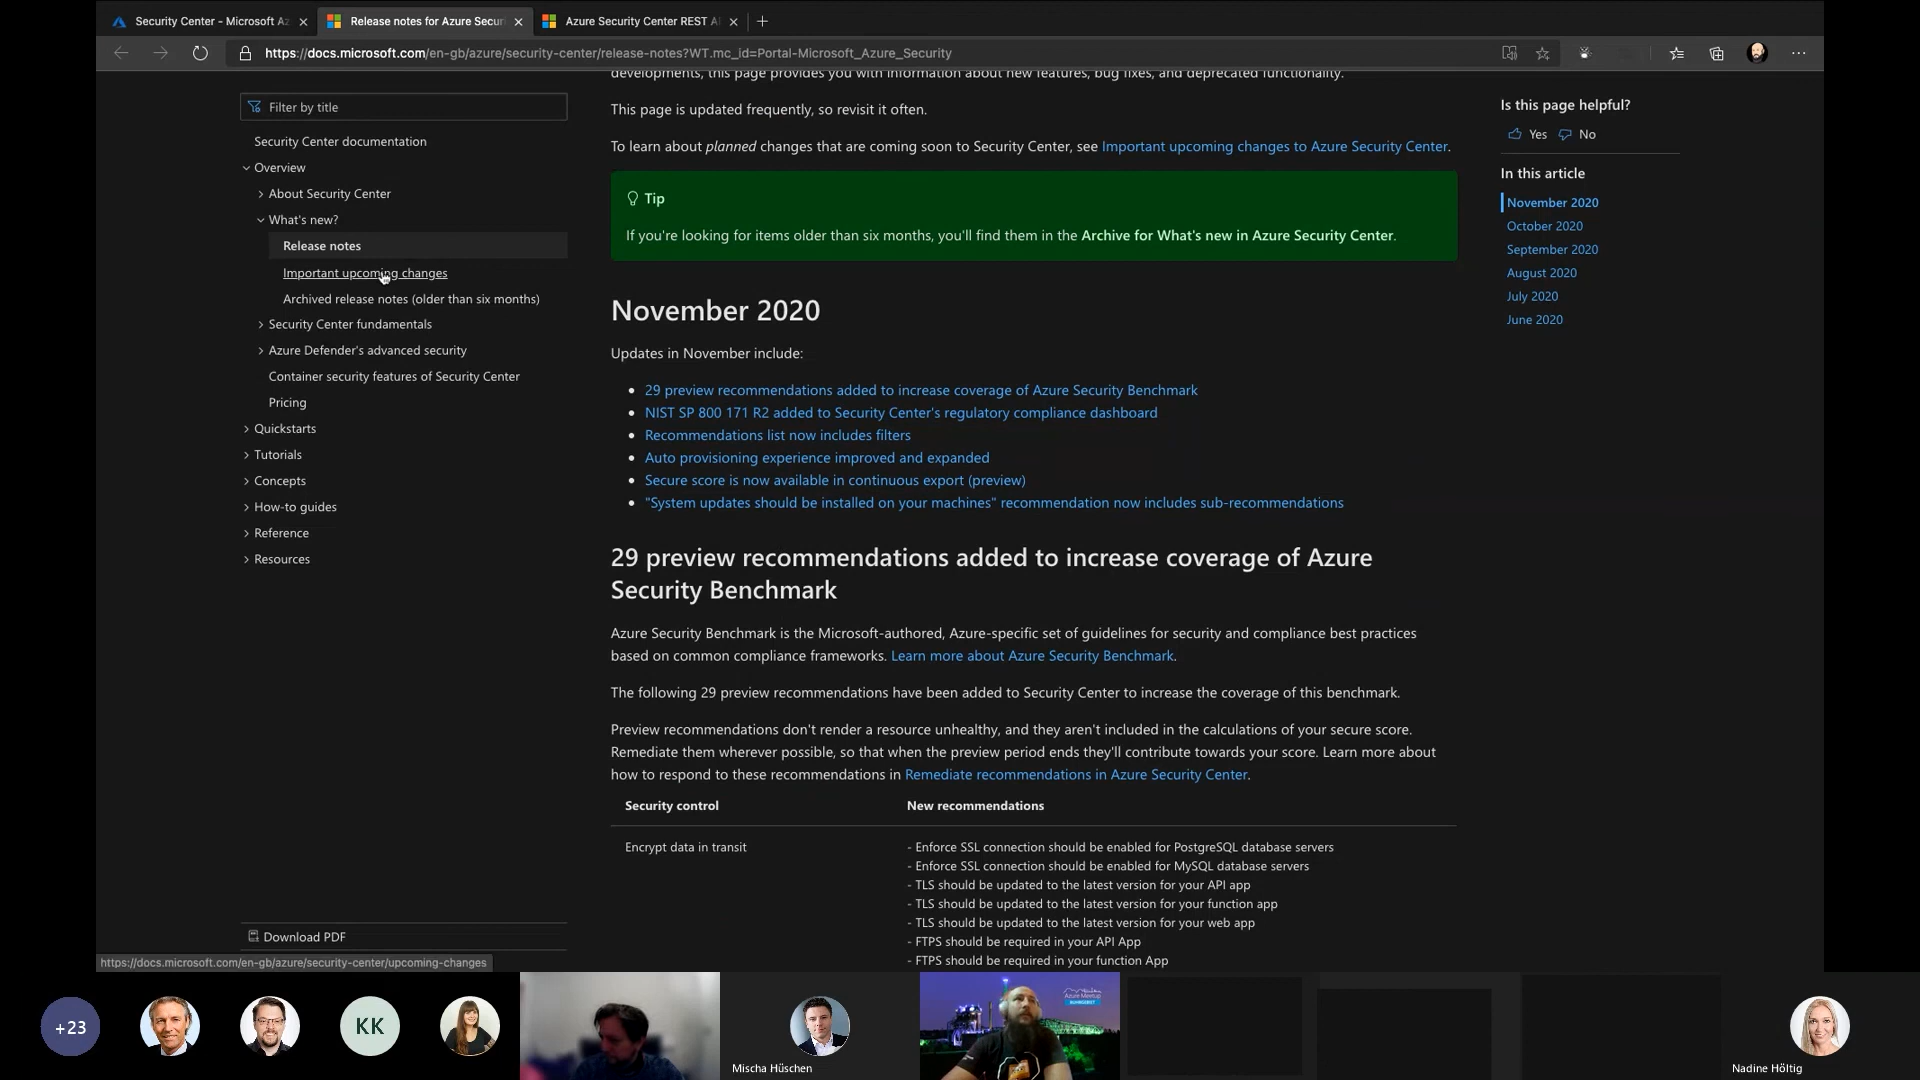 Security Center - Microsoft Az
Release notes for Azure Secur
Azure Security Center REST A
https://docs.microsoft.com/en-gb/azure/security-center/release-notes?WT.mc_id=Portal-Microsoft_Azure_Security
Filter by title
Security Center documentation
Overview
About Security Center
What's new?
Release notes
Important upcoming changes
Archived release notes (older than six months)
Security Center fundamentals
Azure Defender's advanced security
Container security features of Security Center
Pricing
Quickstarts
Tutorials
Concepts
How-to guides
Reference
Resources
Download PDF
https://docs.microsoft.com/en-gb/azure/security-center/upcoming-changes
developments, this page provides you with information about new features, bug fixes, and deprecated functionality.
This page is updated frequently, so revisit it often.
To learn about planned changes that are coming soon to Security Center, see Important upcoming changes to Azure Security Center.
Tip
If you're looking for items older than six months, you'll find them in the Archive for What's new in Azure Security Center.
November 2020
Updates in November include:
• 29 preview recommendations added to increase coverage of Azure Security Benchmark
• NIST SP 800 171 R2 added to Security Center's regulatory compliance dashboard
• Recommendations list now includes filters
• Auto provisioning experience improved and expanded
• Secure score is now available in continuous export (preview)
• "System updates should be installed on your machines" recommendation now includes sub-recommendations
29 preview recommendations added to increase coverage of Azure
Security Benchmark
Azure Security Benchmark is the Microsoft-authored, Azure-specific set of guidelines for security and compliance best practices
based on common compliance frameworks. Learn more about Azure Security Benchmark.
The following 29 preview recommendations have been added to Security Center to increase the coverage of this benchmark.
Preview recommendations don't render a resource unhealthy, and they aren't included in the calculations of your secure score.
Remediate them wherever possible, so that when the preview period ends they'll contribute towards your score. Learn more about
how to respond to these recommendations in Remediate recommendations in Azure Security Center.
Security control New recommendations
Encrypt data in transit - Enforce SSL connection should be enabled for PostgreSQL database servers
- Enforce SSL connection should be enabled for MySQL database servers
- TLS should be updated to the latest version for your API app
- TLS should be updated to the latest version for your function app
- TLS should be updated to the latest version for your web app
- FTPS should be required in your API App
- FTPS should be required in your function App
Is this page helpful?
Yes No
In this article
November 2020
October 2020
September 2020
August 2020
July 2020
June 2020
+23
KK
Mischa Hüschen
Azure Meetup
Nadine Höltig